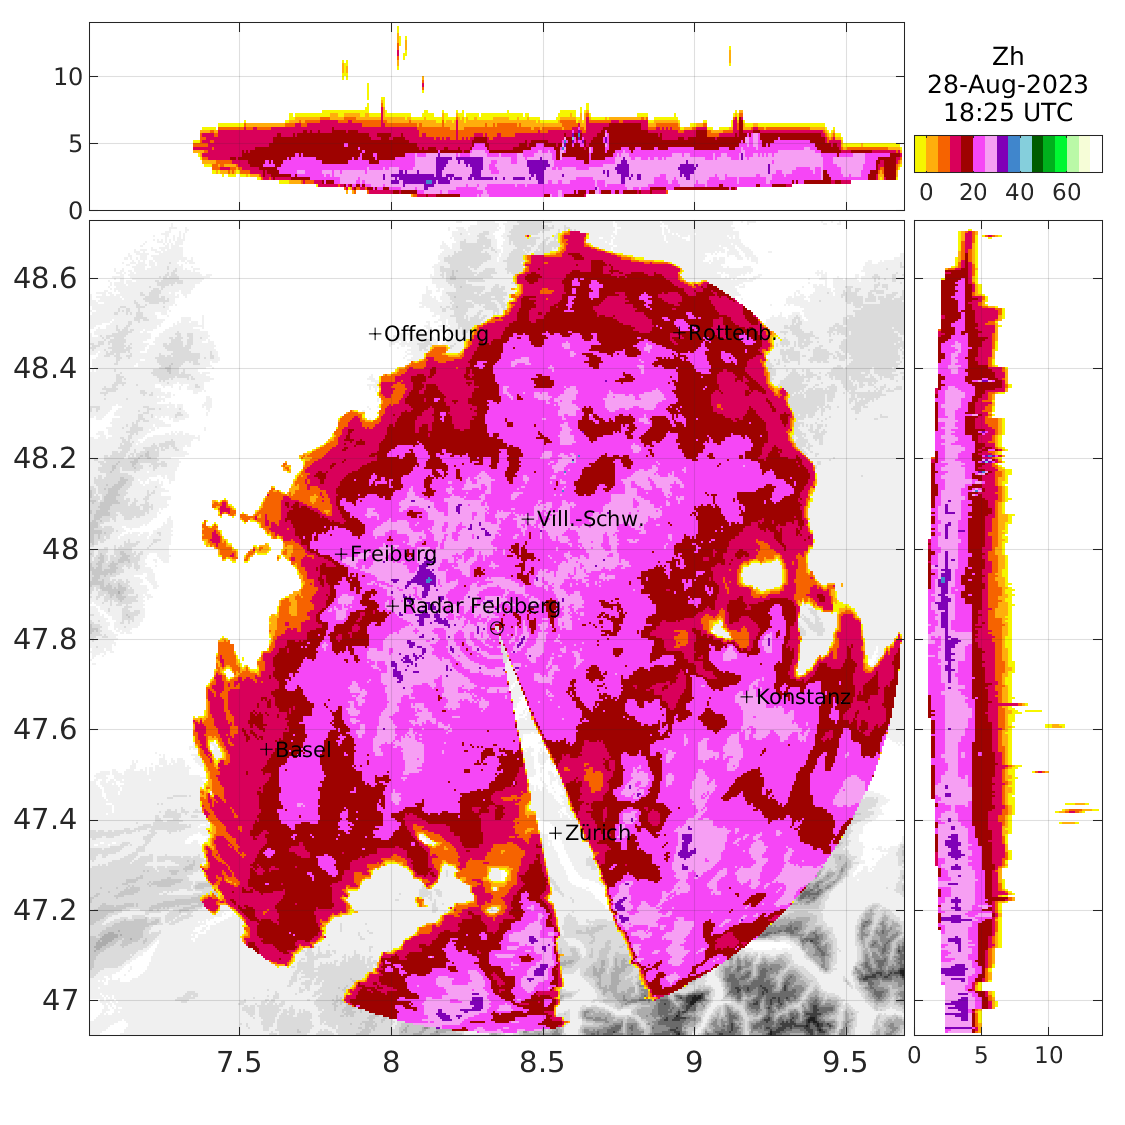 10
5
0
Zh
28-Aug-2023
18:25 UTC
0 20 40 60
48.6
48.4
48.2
48
47.8
47.6
47.4
47.2
47
+Offenburg
+Rottenb.
+Vill.-Schw.
+Freiburg
+Radar Feldberg
+Konstanz
+Basel
+Zürich
7.5 8 8.5 9 9.5
0 5 10